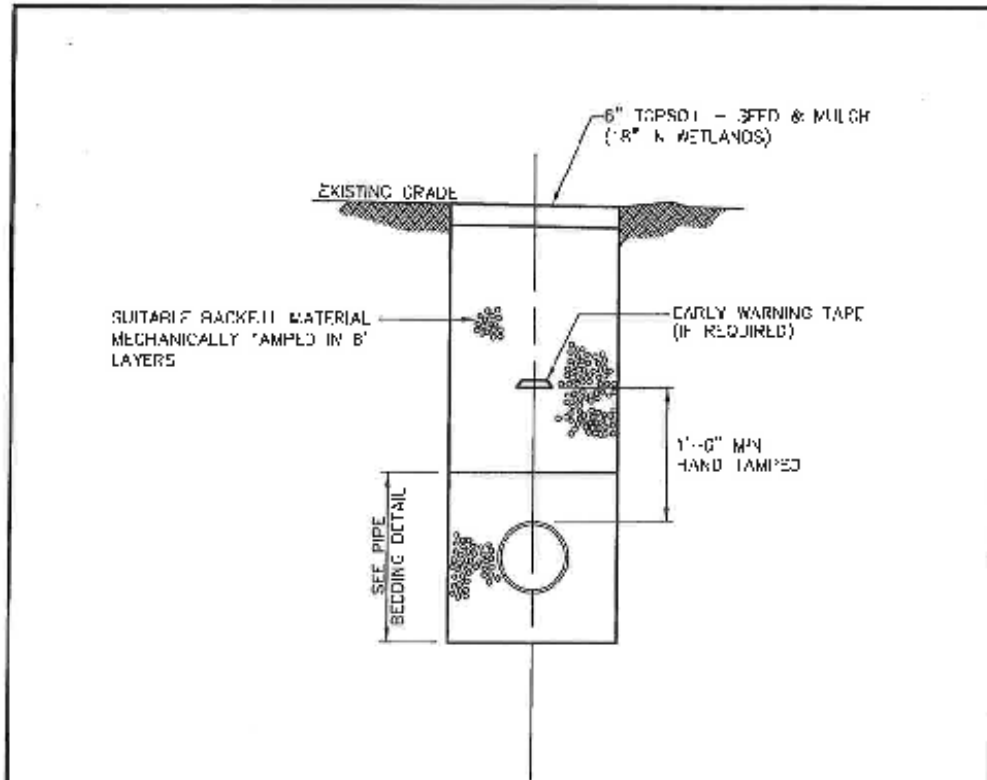 6" TOPSOIL - SEED & MULCH
(18" IN WETLANDS)
EXISTING GRADE
SUITABLE BACKFILL MATERIAL
MECHANICALLY TAMPED IN 8"
LAYERS
EARLY WARNING TAPE
(IF REQUIRED)
1'-6" MIN
HAND TAMPED
SEE PIPE
BEDDING DETAIL